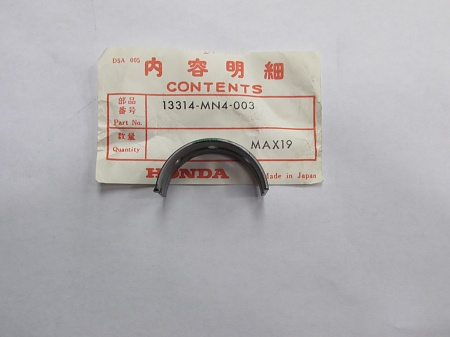 DSA 005
内容明細
CONTENTS
部品
番号
Part No.
13314-MN4-003
数量
Quantity
MAX19
HONDA
Made in Japan